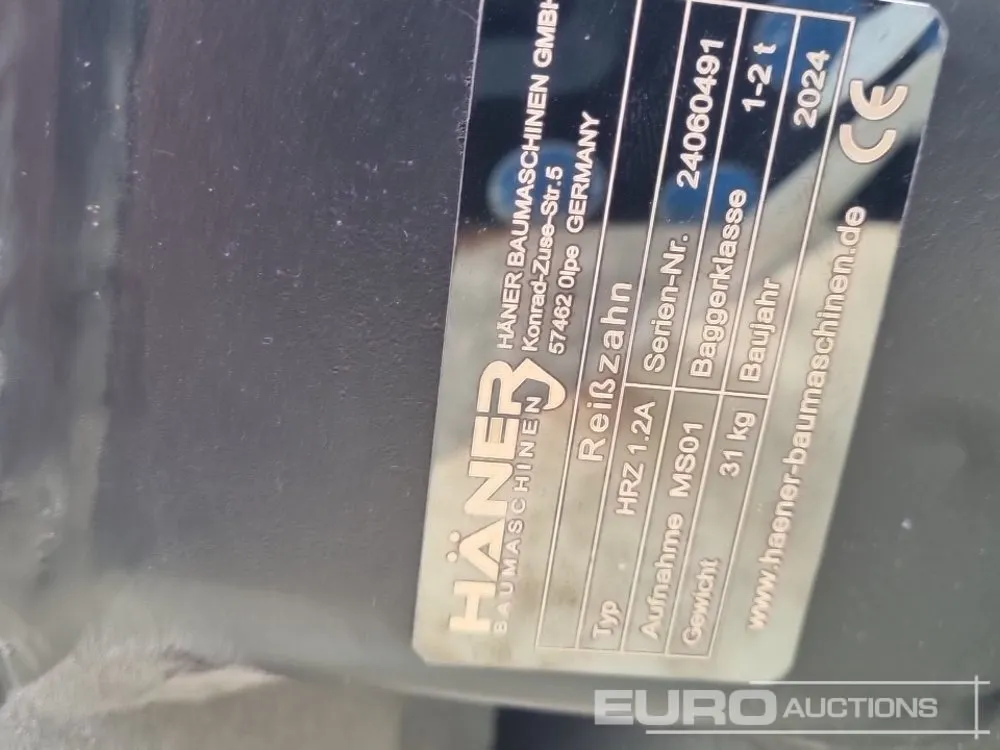 HÄNER
BAUMASCHINEN
HÄNER BAUMASCHINEN GMBH
Konrad-Zuse-Str.5
57462 Olpe GERMANY
Reißzahn
Typ HRZ 1.2A Serien-Nr. 24060491
Aufnahme MS01 Baggerklasse 1-2 t
Gewicht 31 kg Baujahr 2024
www.haener-baumaschinen.de CE
EURO AUCTIONS